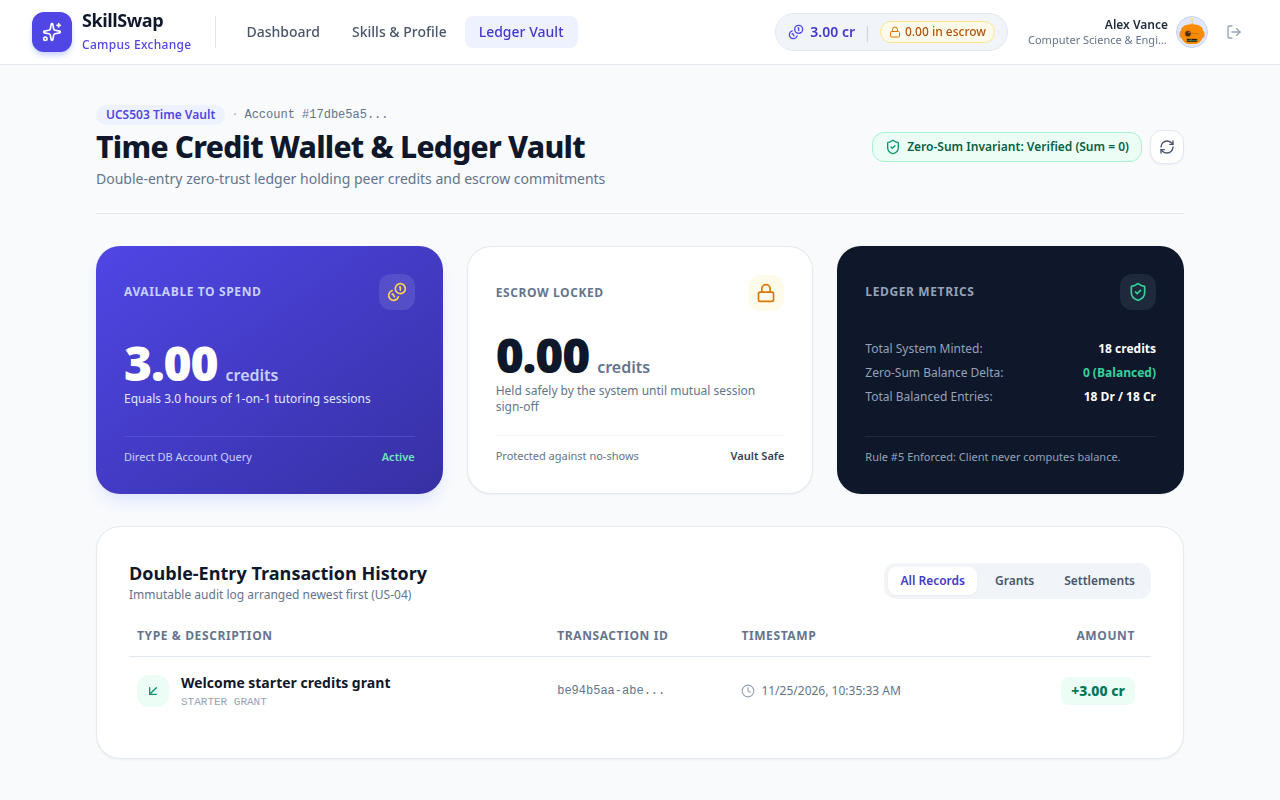 SkillSwap
Campus Exchange
Dashboard
Skills & Profile
Ledger Vault
3.00 cr
0.00 in escrow
Alex Vance
Computer Science & Engi...
UCS503 Time Vault · Account #17dbe5a5...
Time Credit Wallet & Ledger Vault
Double-entry zero-trust ledger holding peer credits and escrow commitments
Zero-Sum Invariant: Verified (Sum = 0)
AVAILABLE TO SPEND
3.00 credits
Equals 3.0 hours of 1-on-1 tutoring sessions
Direct DB Account Query
Active
ESCROW LOCKED
0.00 credits
Held safely by the system until mutual session
sign-off
Protected against no-shows
Vault Safe
LEDGER METRICS
Total System Minted: 18 credits
Zero-Sum Balance Delta: 0 (Balanced)
Total Balanced Entries: 18 Dr / 18 Cr
Rule #5 Enforced: Client never computes balance.
Double-Entry Transaction History
Immutable audit log arranged newest first (US-04)
All Records
Grants
Settlements
TYPE & DESCRIPTION TRANSACTION ID TIMESTAMP AMOUNT
Welcome starter credits grant
STARTER GRANT
be94b5aa-abe...
11/25/2026, 10:35:33 AM
+3.00 cr